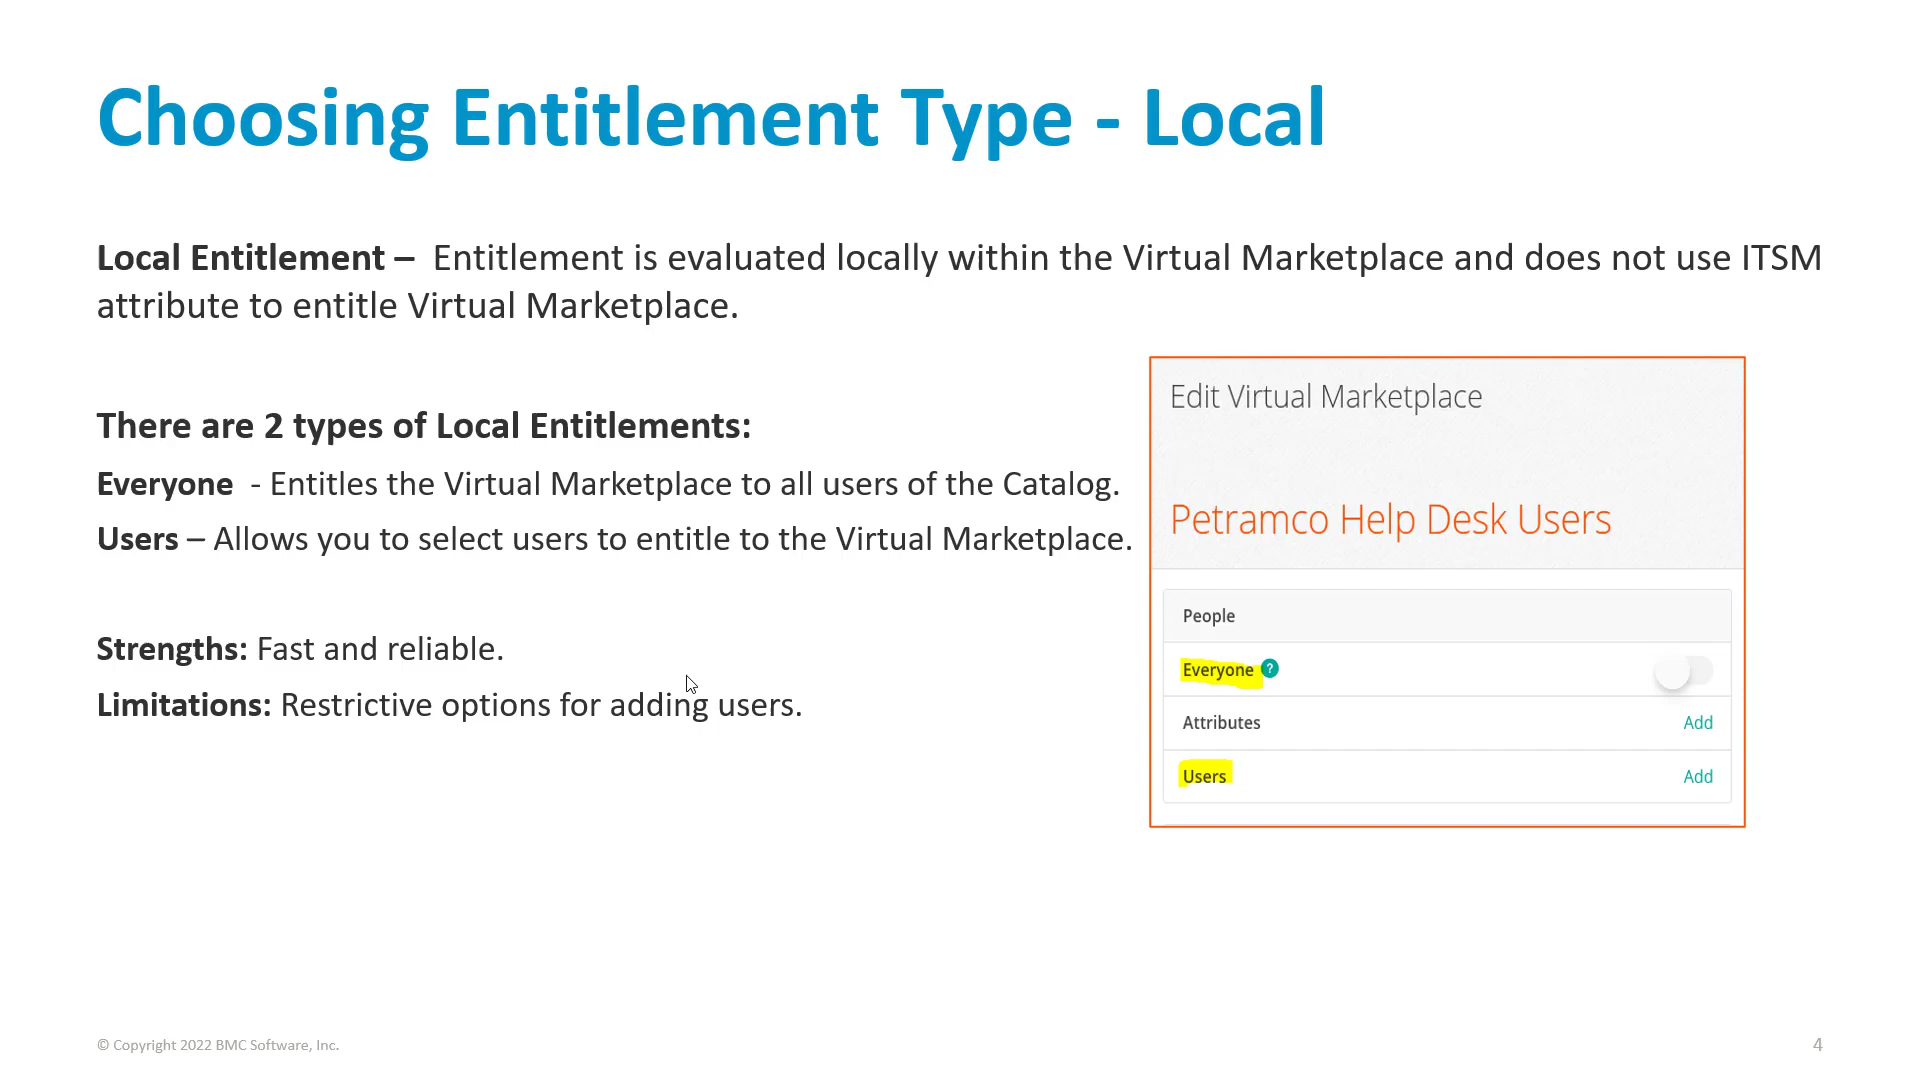 Choosing Entitlement Type - Local
Local Entitlement – Entitlement is evaluated locally within the Virtual Marketplace and does not use ITSM
attribute to entitle Virtual Marketplace.
There are 2 types of Local Entitlements:
Everyone - Entitles the Virtual Marketplace to all users of the Catalog.
Users – Allows you to select users to entitle to the Virtual Marketplace.
Strengths: Fast and reliable.
Limitations: Restrictive options for adding users.
Edit Virtual Marketplace
Petramco Help Desk Users
People
Everyone ?
Attributes Add
Users Add
© Copyright 2022 BMC Software, Inc.
4